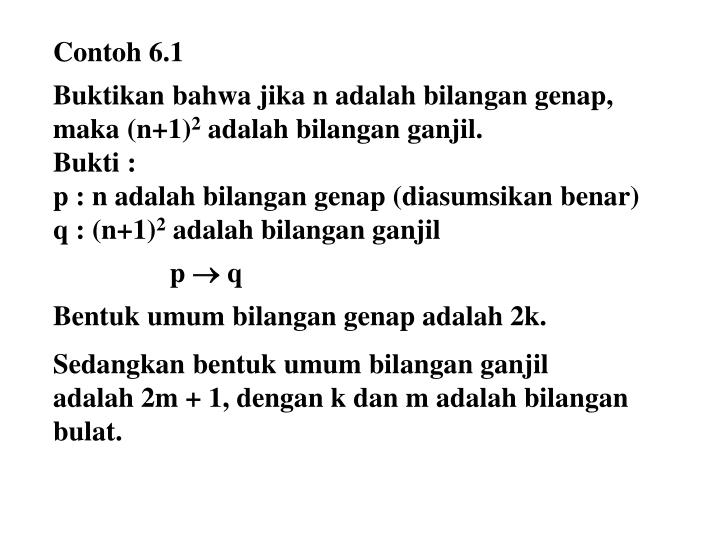 Contoh 6.1
Buktikan bahwa jika n adalah bilangan genap,
maka (n+1)² adalah bilangan ganjil.
Bukti :
p : n adalah bilangan genap (diasumsikan benar)
q : (n+1)² adalah bilangan ganjil
p → q
Bentuk umum bilangan genap adalah 2k.
Sedangkan bentuk umum bilangan ganjil
adalah 2m + 1, dengan k dan m adalah bilangan
bulat.